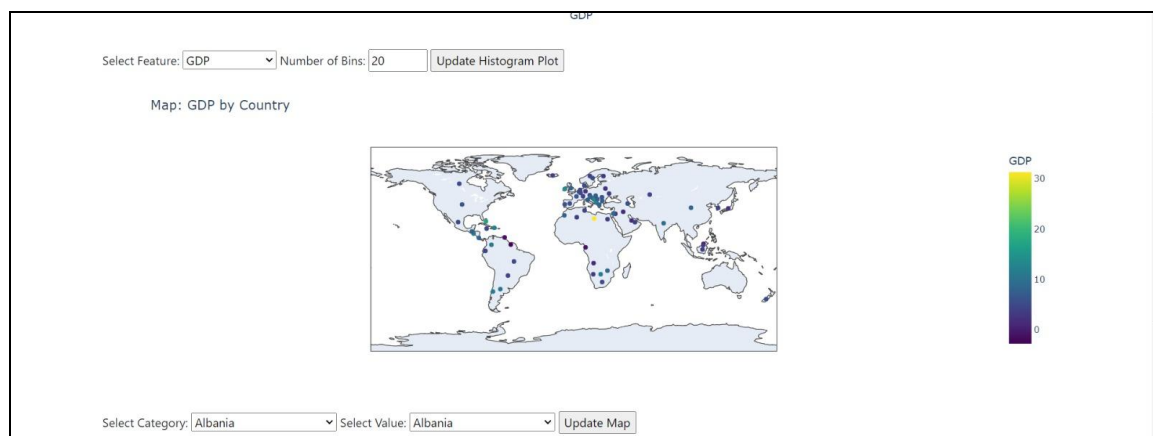 GDP
Select Feature: GDP Number of Bins: 20 Update Histogram Plot
Map: GDP by Country
GDP
30
20
10
0
Select Category: Albania Select Value: Albania Update Map